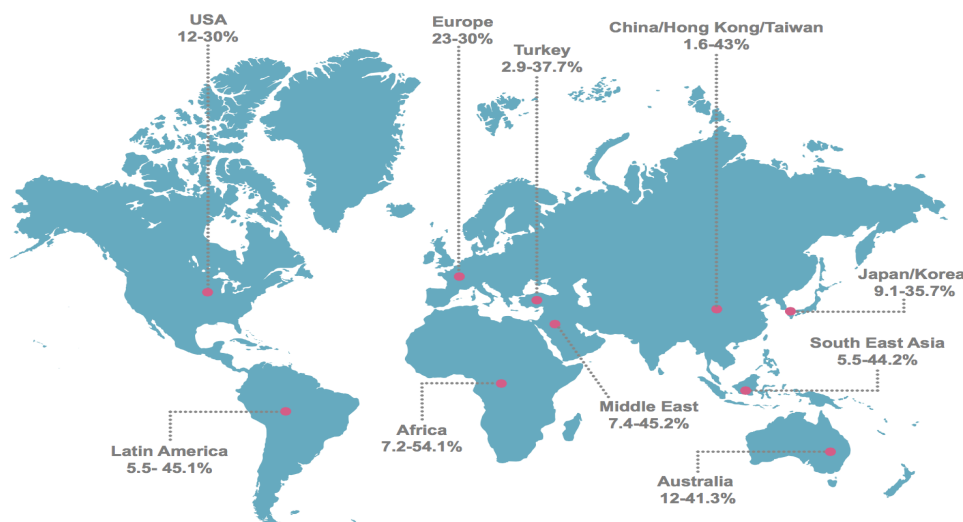 USA
12-30%
Europe
23-30%
Turkey
2.9-37.7%
China/Hong Kong/Taiwan
1.6-43%
Japan/Korea
9.1-35.7%
South East Asia
5.5-44.2%
Middle East
7.4-45.2%
Africa
7.2-54.1%
Latin America
5.5- 45.1%
Australia
12-41.3%